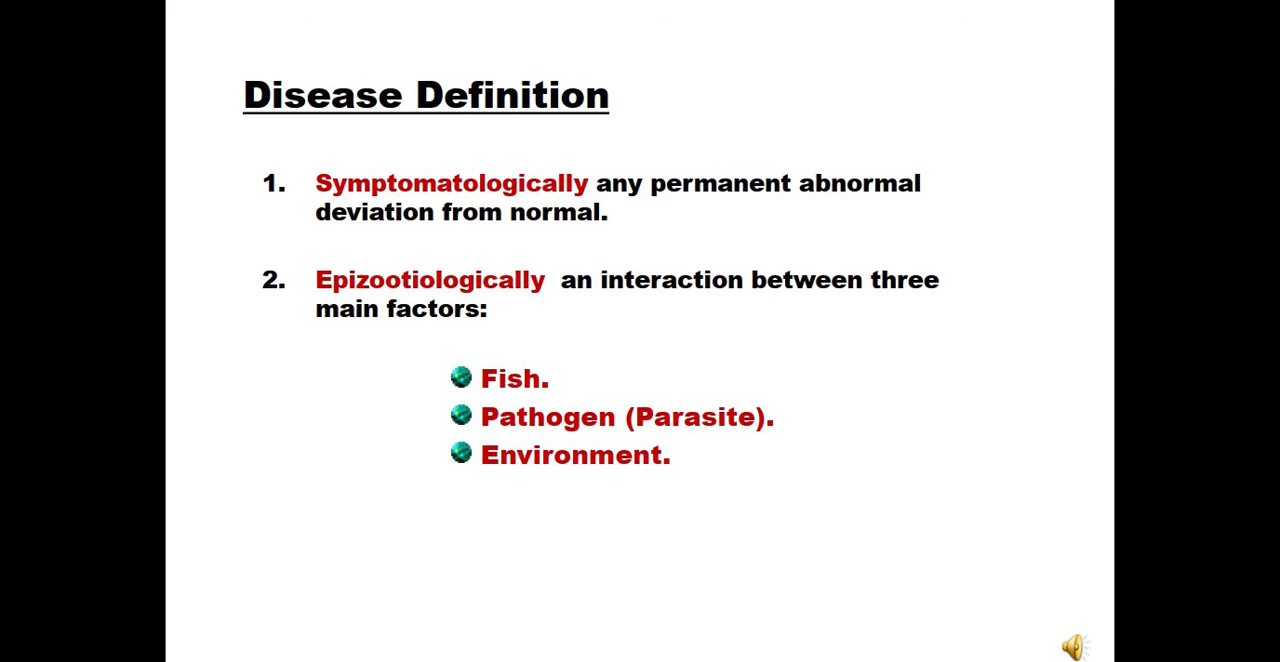 Disease Definition
1. Symptomatologically any permanent abnormal
deviation from normal.
2. Epizootiologically an interaction between three
main factors:
Fish.
Pathogen (Parasite).
Environment.